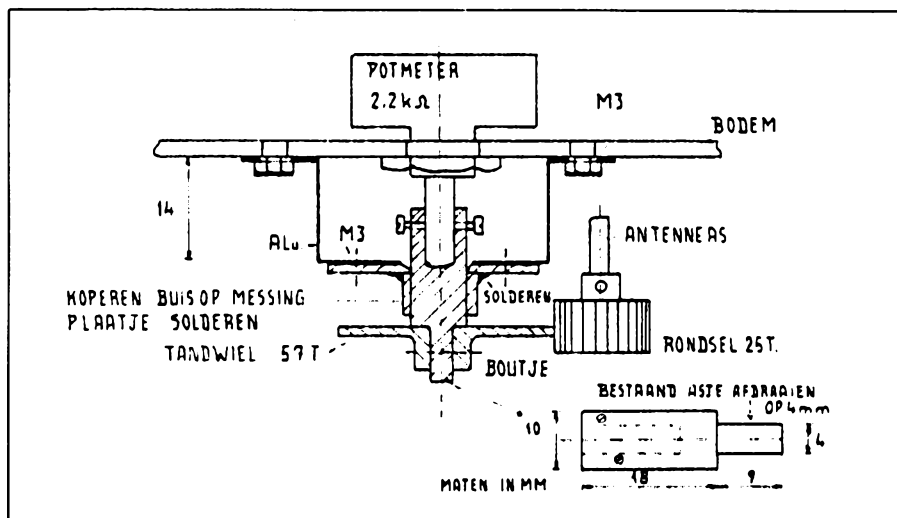 POTMETER
2.2kΩ
M3
BODEM
14
ALU
M3
ANTENNEAS
KOPEREN BUIS OP MESSING
PLAATJE SOLDEREN
SOLDEREN
TANDWIEL 57T
RONDSEL 25T.
BOUTJE
BESTAAND ASTE AFDRAAIEN
OP 4mm
10
4
MATEN IN MM
18
9